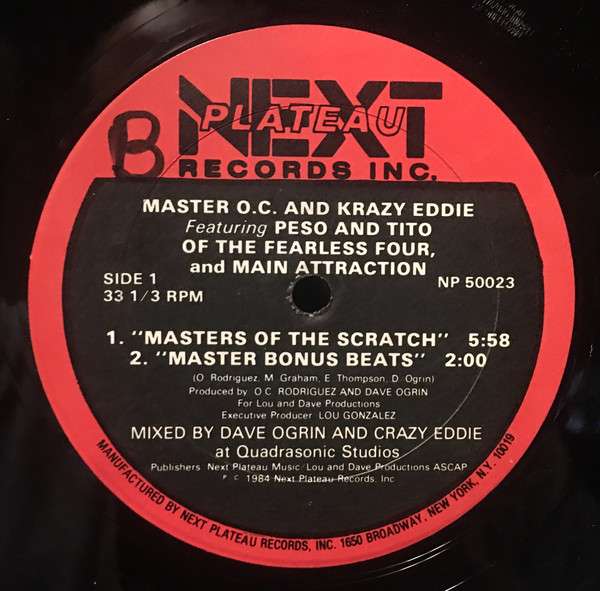 NEXT
PLATEAU
RECORDS INC.
B
MASTER O.C. AND KRAZY EDDIE
Featuring PESO AND TITO
OF THE FEARLESS FOUR,
and MAIN ATTRACTION
SIDE 1
33 1/3 RPM
NP 50023
1. "MASTERS OF THE SCRATCH" 5:58
2. "MASTER BONUS BEATS" 2:00
(O. Rodriguez, M. Graham, E. Thompson, D. Ogrin)
Produced by: O.C. RODRIGUEZ AND DAVE OGRIN
For Lou and Dave Productions
Executive Producer: LOU GONZALEZ
MIXED BY DAVE OGRIN AND CRAZY EDDIE
at Quadrasonic Studios
Publishers: Next Plateau Music/Lou and Dave Productions ASCAP
P. C. 1984 Next Plateau Records, Inc
MANUFACTURED BY NEXT PLATEAU RECORDS, INC. 1650 BROADWAY, NEW YORK, N.Y. 10019